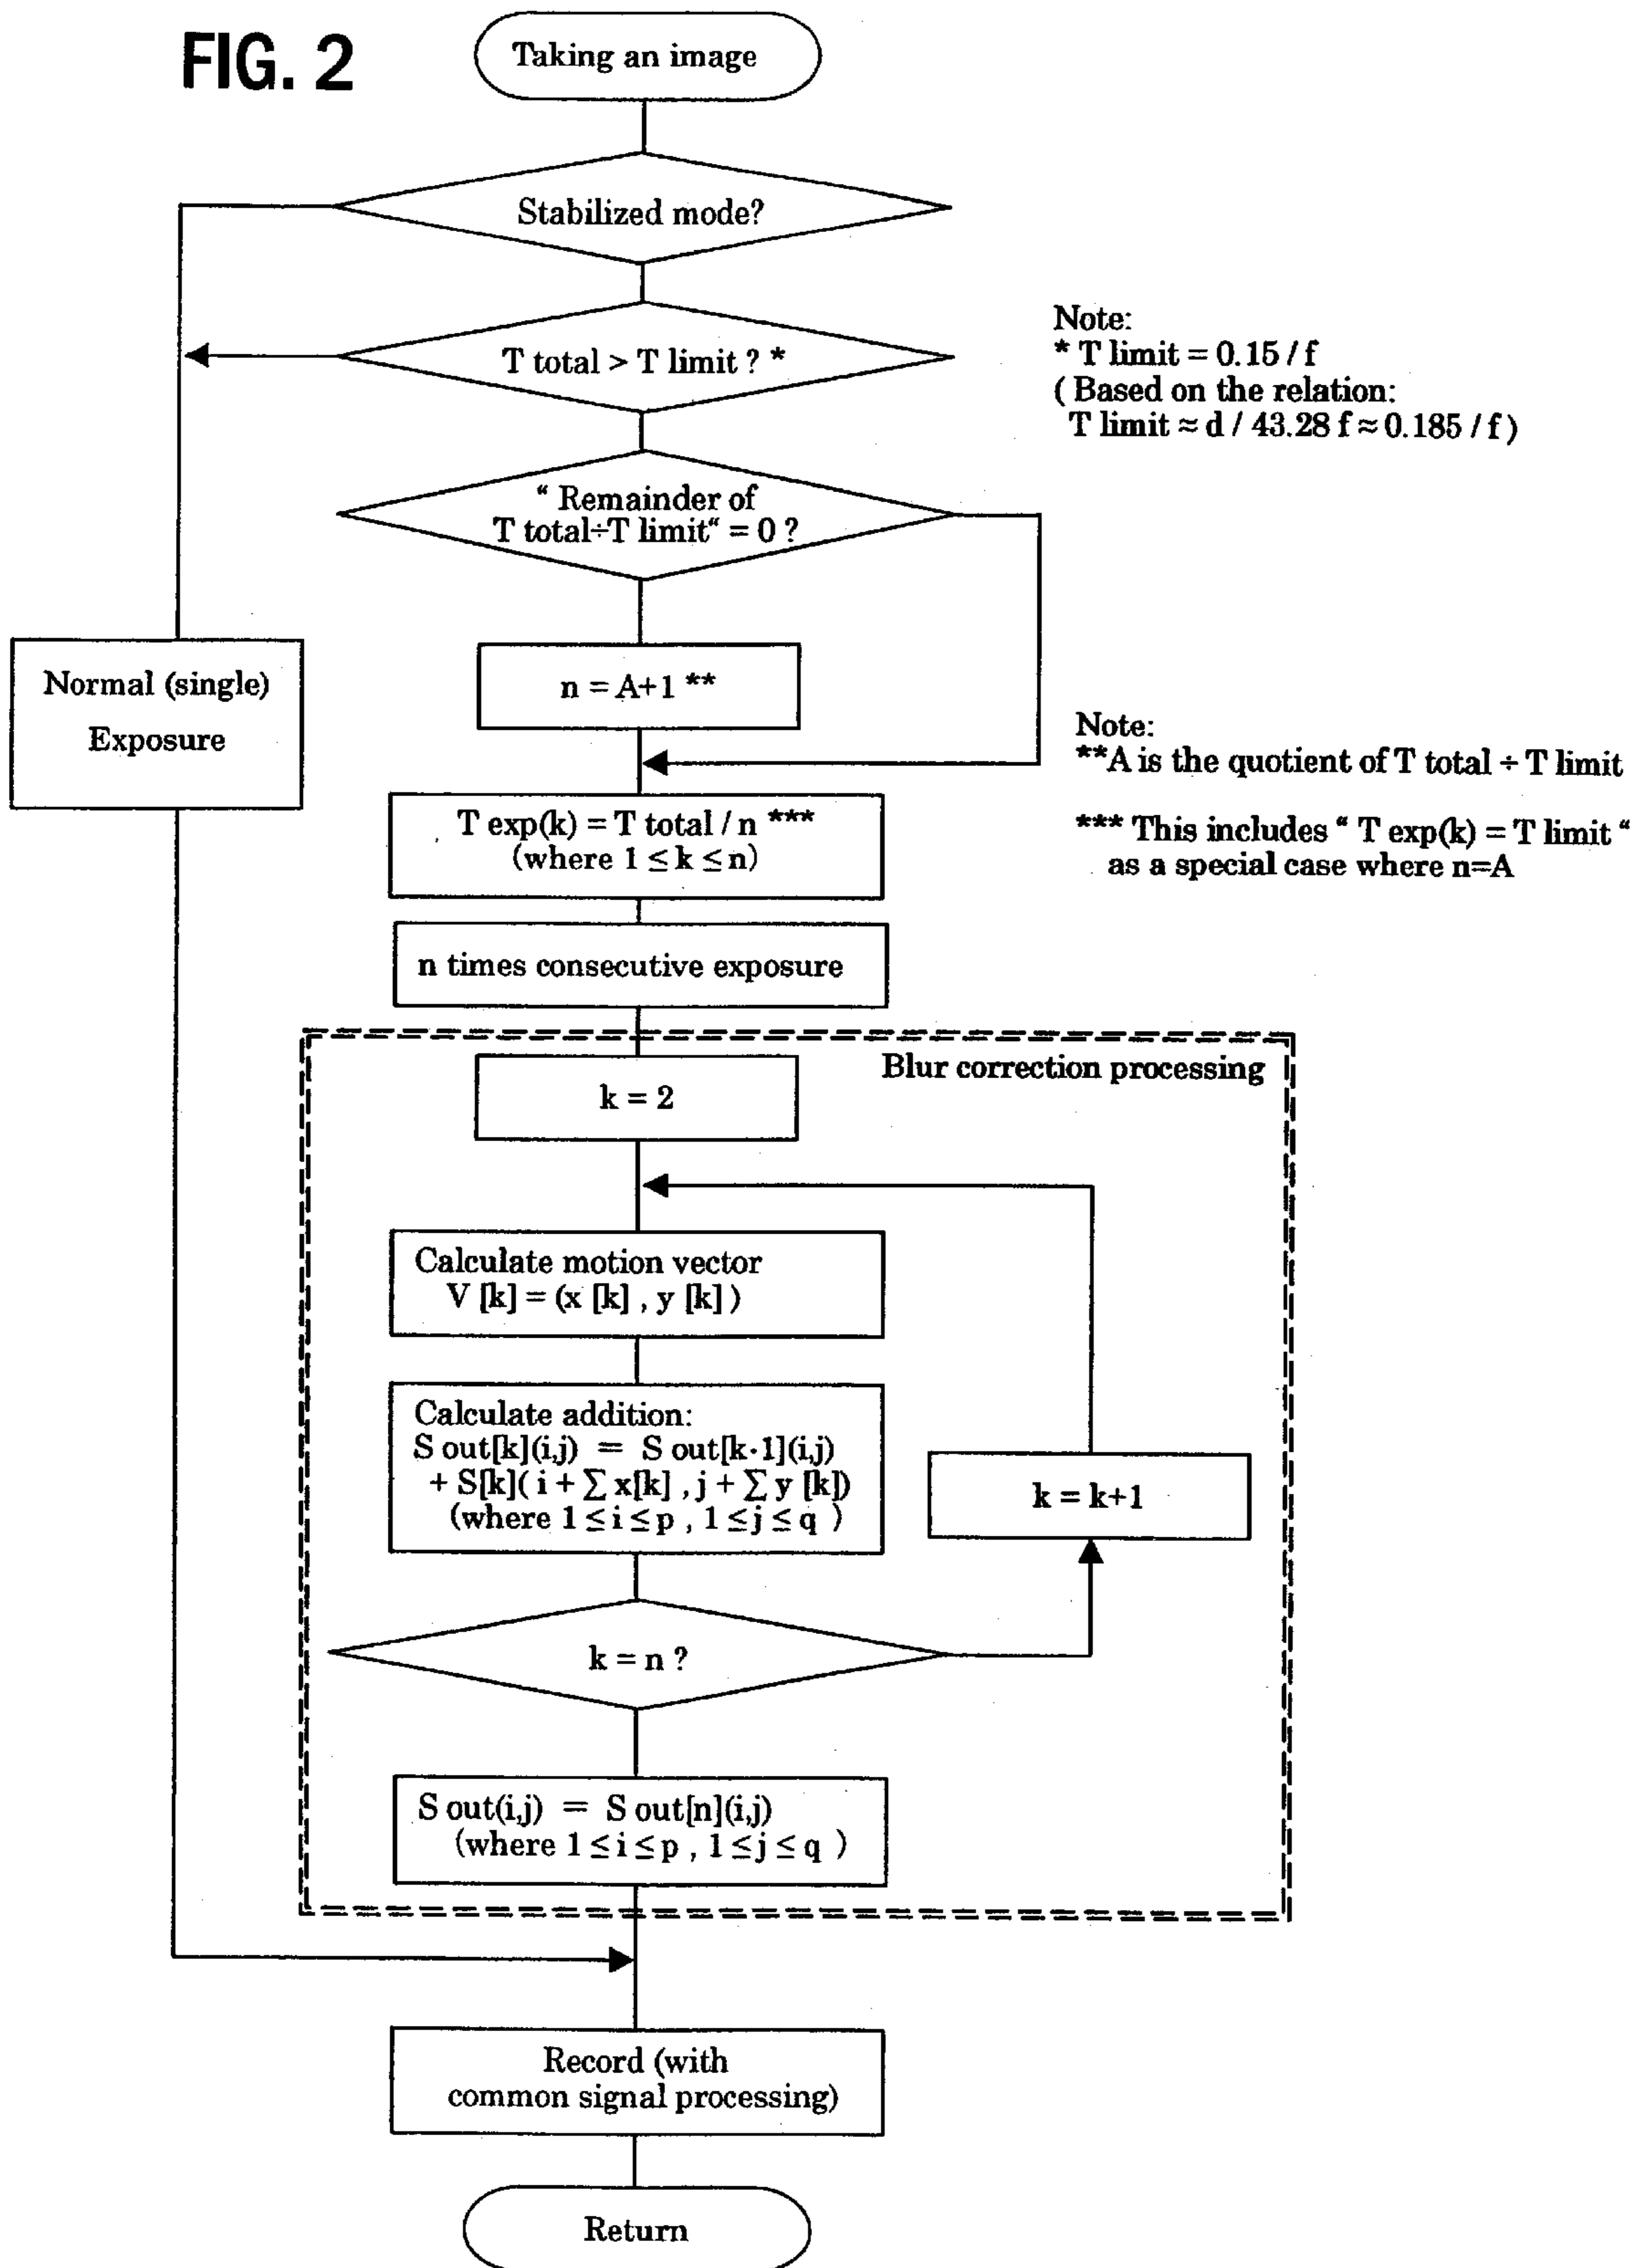 FIG. 2
Taking an image
Stabilized mode?
T total > T limit ? *
Note:
* T limit = 0.15 / f
( Based on the relation:
T limit ≈ d / 43.28 f ≈ 0.185 / f )
“ Remainder of
T total÷T limit“ = 0 ?
n = A+1 **
Normal (single)
Exposure
Note:
**A is the quotient of T total ÷ T limit
*** This includes “ T exp(k) = T limit “
as a special case where n=A
T exp(k) = T total / n ***
(where 1 ≤ k ≤ n)
n times consecutive exposure
Blur correction processing
k = 2
Calculate motion vector
V [k] = (x [k] , y [k] )
Calculate addition:
S out[k](i,j) = S out[k-1](i,j)
+ S[k]( i + ∑ x[k] , j + ∑ y [k])
(where 1 ≤ i ≤ p , 1 ≤ j ≤ q )
k = k+1
k = n ?
S out(i,j) = S out[n](i,j)
(where 1 ≤ i ≤ p , 1 ≤ j ≤ q )
Record (with
common signal processing)
Return